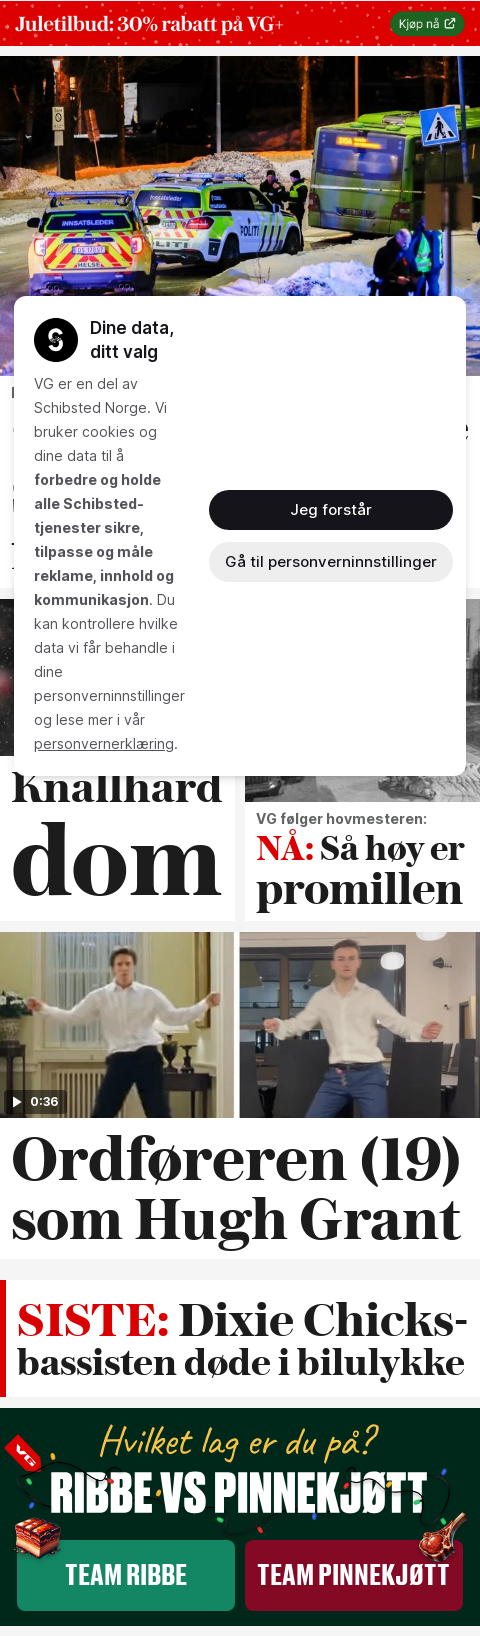 Juletilbud: 30% rabatt på VG+
Kjøp nå
INNSATSLEDER
HELSE
Innsatsleder
POLITI
Dine data,
ditt valg
VG er en del av
Schibsted Norge. Vi
bruker cookies og
dine data til å
forbedre og holde
alle Schibsted-
tjenester sikre,
tilpasse og måle
reklame, innhold og
kommunikasjon. Du
kan kontrollere hvilke
data vi får behandle i
dine
personverninnstillinger
og lese mer i vår
personvernerklæring.
Jeg forstår
Gå til personverninnstillinger
Knallhard
dom
VG følger hovmesteren:
NÅ: Så høy er
promillen
0:36
Ordføreren (19)
som Hugh Grant
SISTE: Dixie Chicks-
bassisten døde i bilulykke
Hvilket lag er du på?
VG
RIBBE VS PINNEKJØTT
TEAM RIBBE
TEAM PINNEKJØTT